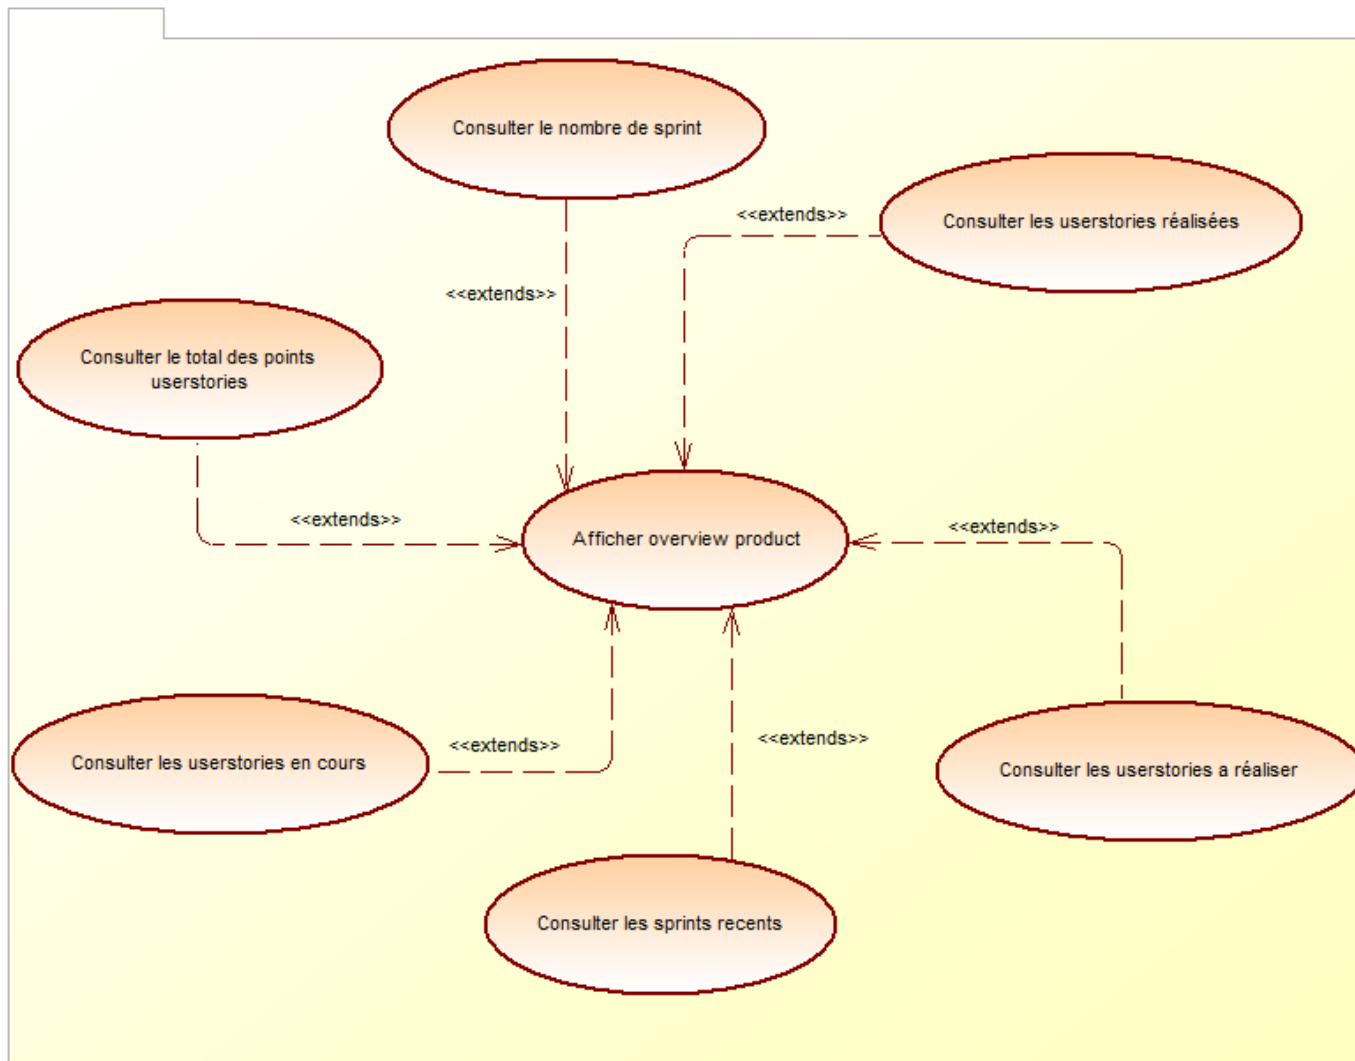 Consulter le nombre de sprint
<<extends>>
Consulter les userstories réalisées
<<extends>>
Consulter le total des points
userstories
<<extends>>
Afficher overview product
<<extends>>
Consulter les userstories en cours
<<extends>>
<<extends>>
Consulter les userstories a réaliser
Consulter les sprints recents